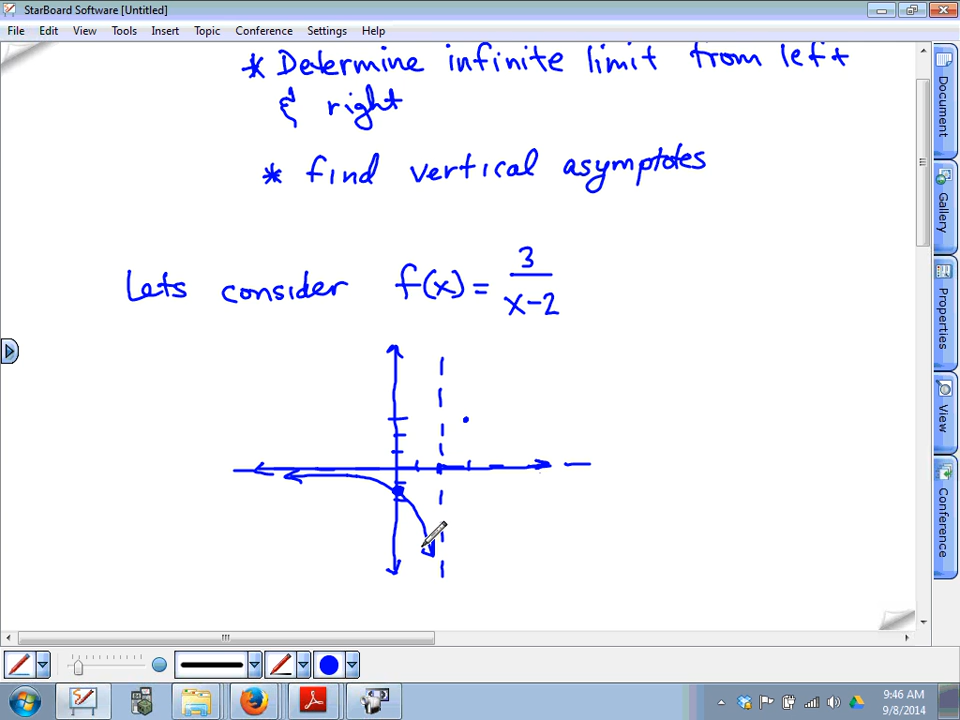 StarBoard Software [Untitled]
File Edit View Tools Insert Topic Conference Settings Help
* Determine infinite limit from left
& right
* find vertical asymptotes
Lets consider f(x) = 3/(x-2)
Document
Gallery
Properties
View
Conference
9:46 AM
9/8/2014